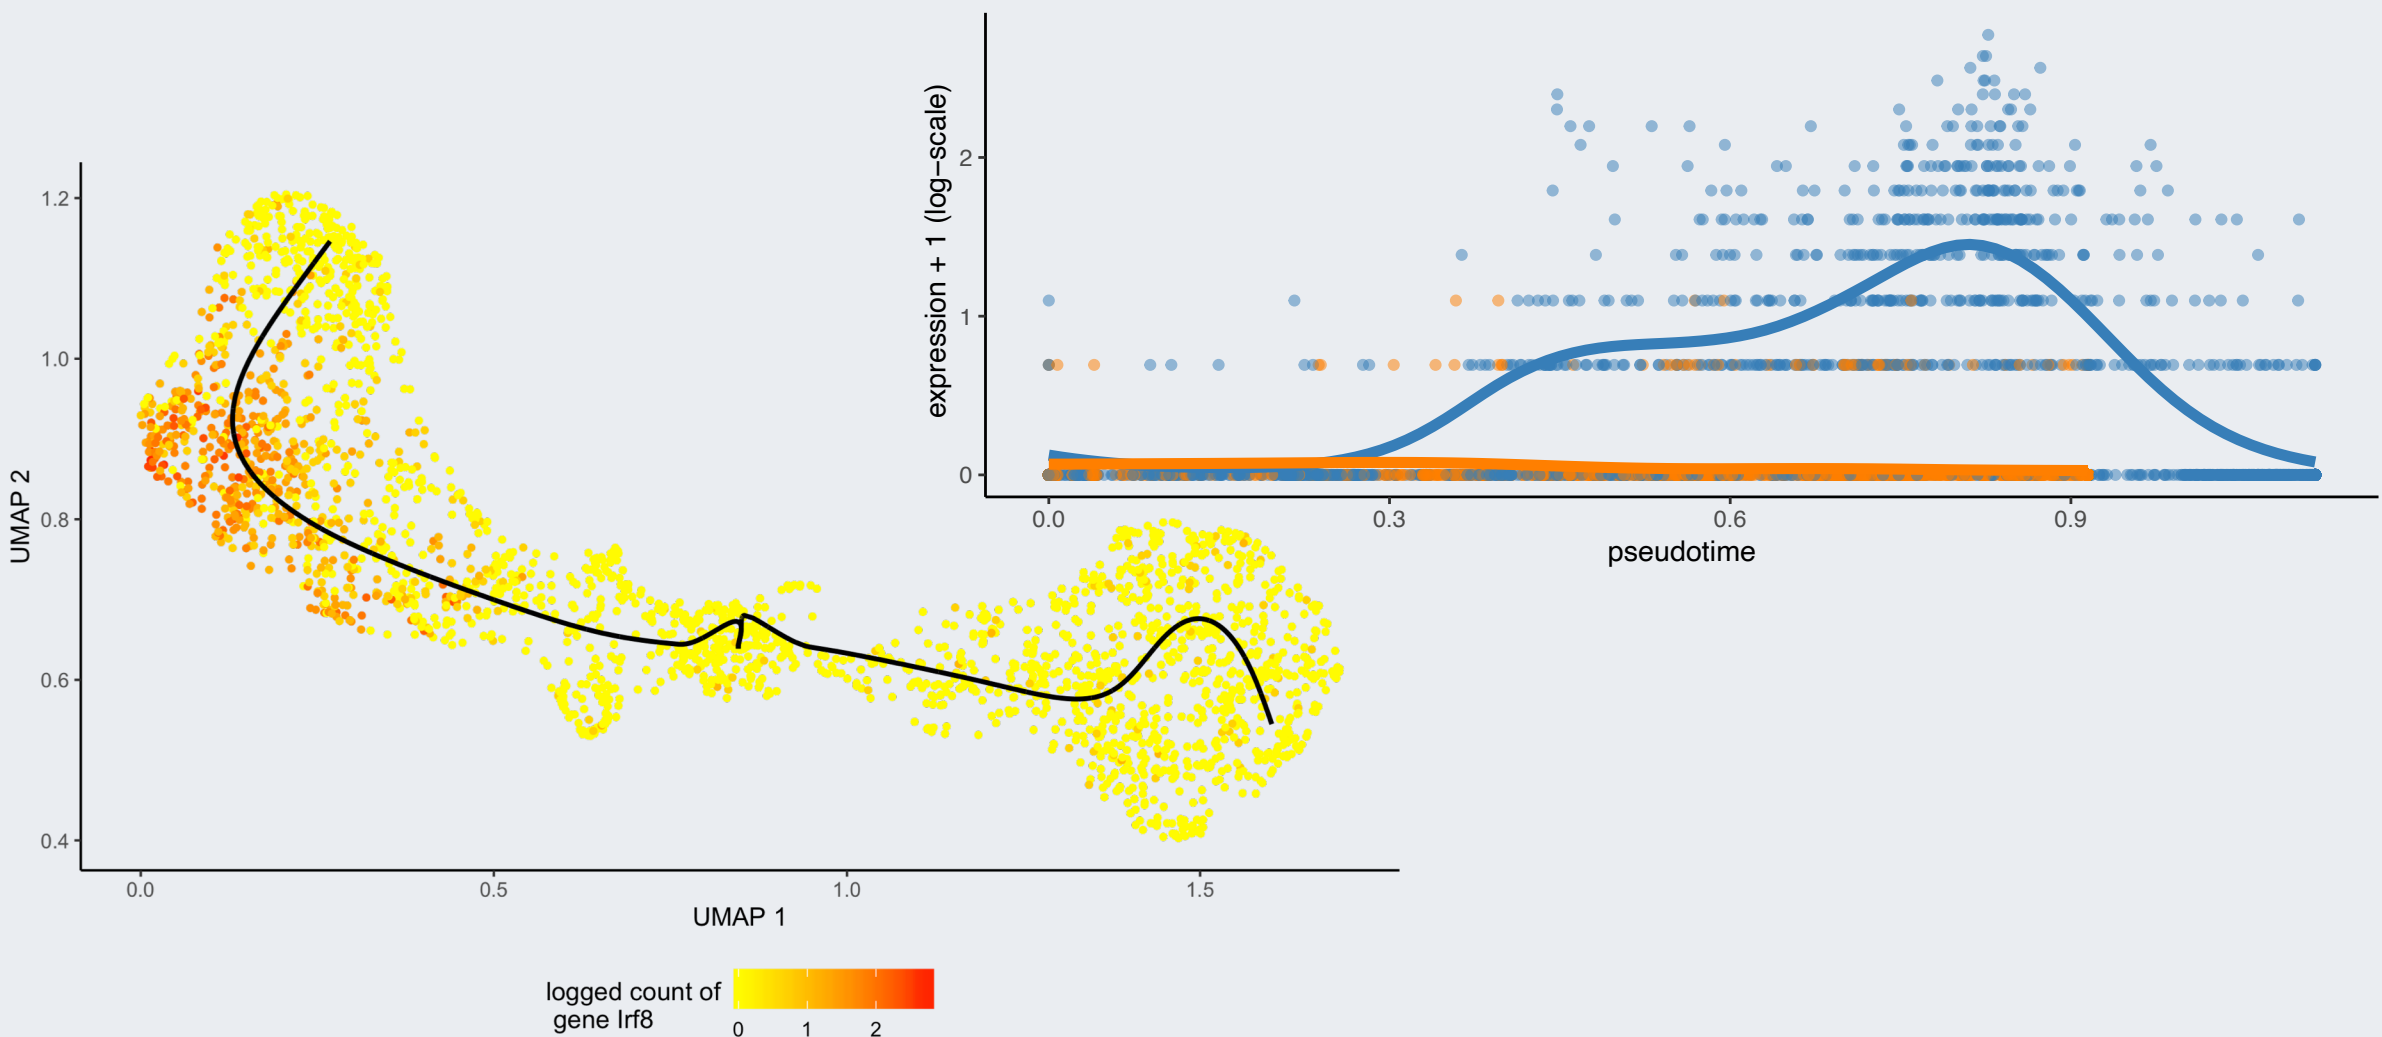 expression + 1 (log−scale)
2
1
0
0.0 0.3 0.6 0.9
pseudotime
UMAP 2
1.2
1.0
0.8
0.6
0.4
0.0 0.5 1.0 1.5
UMAP 1
logged count of
gene Irf8
0 1 2